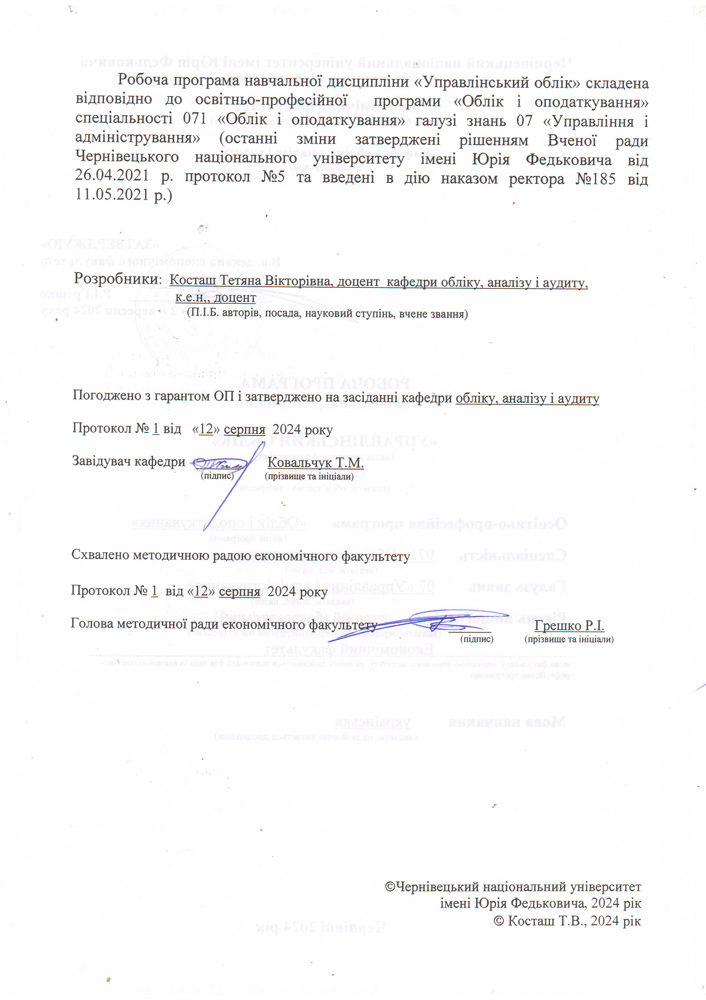 Робоча програма навчальної дисципліни «Управлінський облік» складена
відповідно до освітньо-професійної програми «Облік і оподаткування»
спеціальності 071 «Облік і оподаткування» галузі знань 07 «Управління і
адміністрування» (останні зміни затверджені рішенням Вченої ради
Чернівецького національного університету імені Юрія Федьковича від
26.04.2021 р. протокол №5 та введені в дію наказом ректора №185 від
11.05.2021 р.)
Розробники: Косташ Тетяна Вікторівна, доцент кафедри обліку, аналізу і аудиту,
к.е.н,, доцент
(П.І.Б. авторів, посада, науковий ступінь, вчене звання)
Погоджено з гарантом ОП і затверджено на засіданні кафедри обліку, аналізу і аудиту
Протокол № 1 від «12» серпня 2024 року
Завідувач кафедри Ковальчук Т.М.
(підпис) (прізвище та ініціали)
Схвалено методичною радою економічного факультету
Протокол № 1 від «12» серпня 2024 року
Голова методичної ради економічного факультету Грешко Р.І.
(підпис) (прізвище та ініціали)
©Чернівецький національний університет
імені Юрія Федьковича, 2024 рік
© Косташ Т.В., 2024 рік